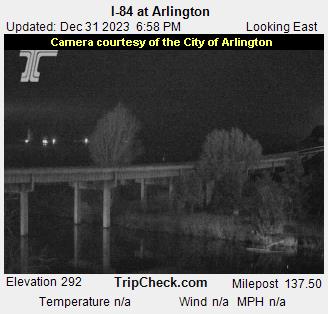 I-84 at Arlington
Updated: Dec 31 2023 6:58 PM Looking East
Camera courtesy of the City of Arlington
Elevation 292 TripCheck.com Milepost 137.50
Temperature n/a Wind n/a MPH n/a